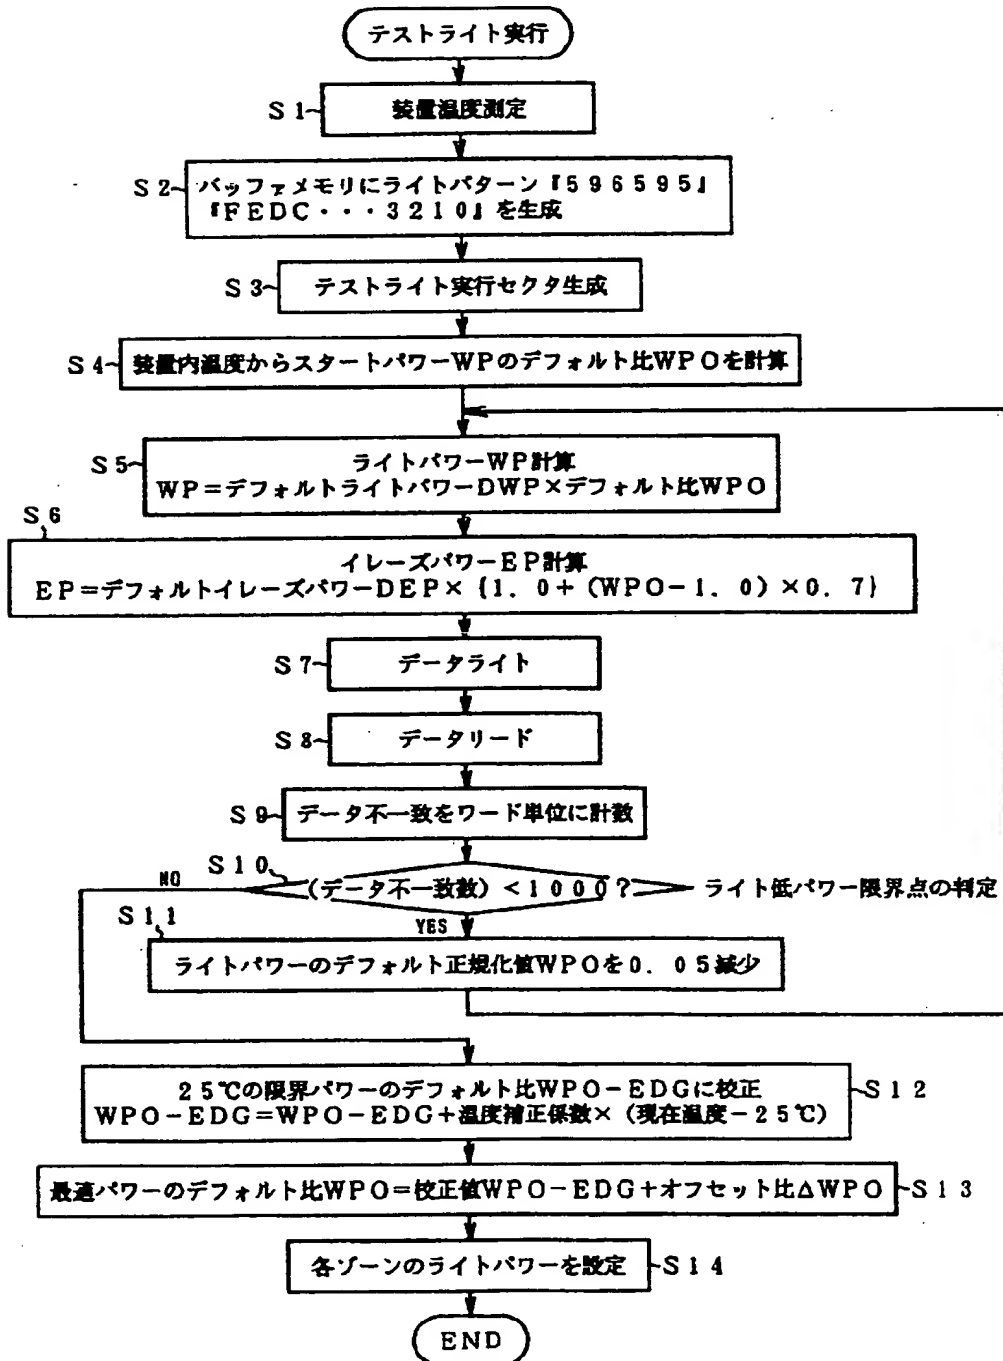 テストライト実行
S1
装置温度測定
S2
バッファメモリにライトパターン『596595』
『FEDC・・・3210』を生成
S3
テストライト実行セクタ生成
S4
装置内温度からスタートパワーWPのデフォルト比WPOを計算
S5
ライトパワーWP計算
WP=デフォルトライトパワーDWP×デフォルト比WPO
S6
イレーズパワーEP計算
EP=デフォルトイレーズパワーDEP×{1.0+(WPO-1.0)×0.7}
S7
データライト
S8
データリード
S9
データ不一致をワード単位に計数
S10
NO
(データ不一致数)<1000?
ライト低パワー限界点の判定
YES
S11
ライトパワーのデフォルト正規化値WPOを0.05減少
25℃の限界パワーのデフォルト比WPO-EDGに校正
WPO-EDG=WPO-EDG+温度補正係数×(現在温度-25℃)
S12
最適パワーのデフォルト比WPO=校正値WPO-EDG+オフセット比ΔWPO
S13
各ゾーンのライトパワーを設定
S14
END